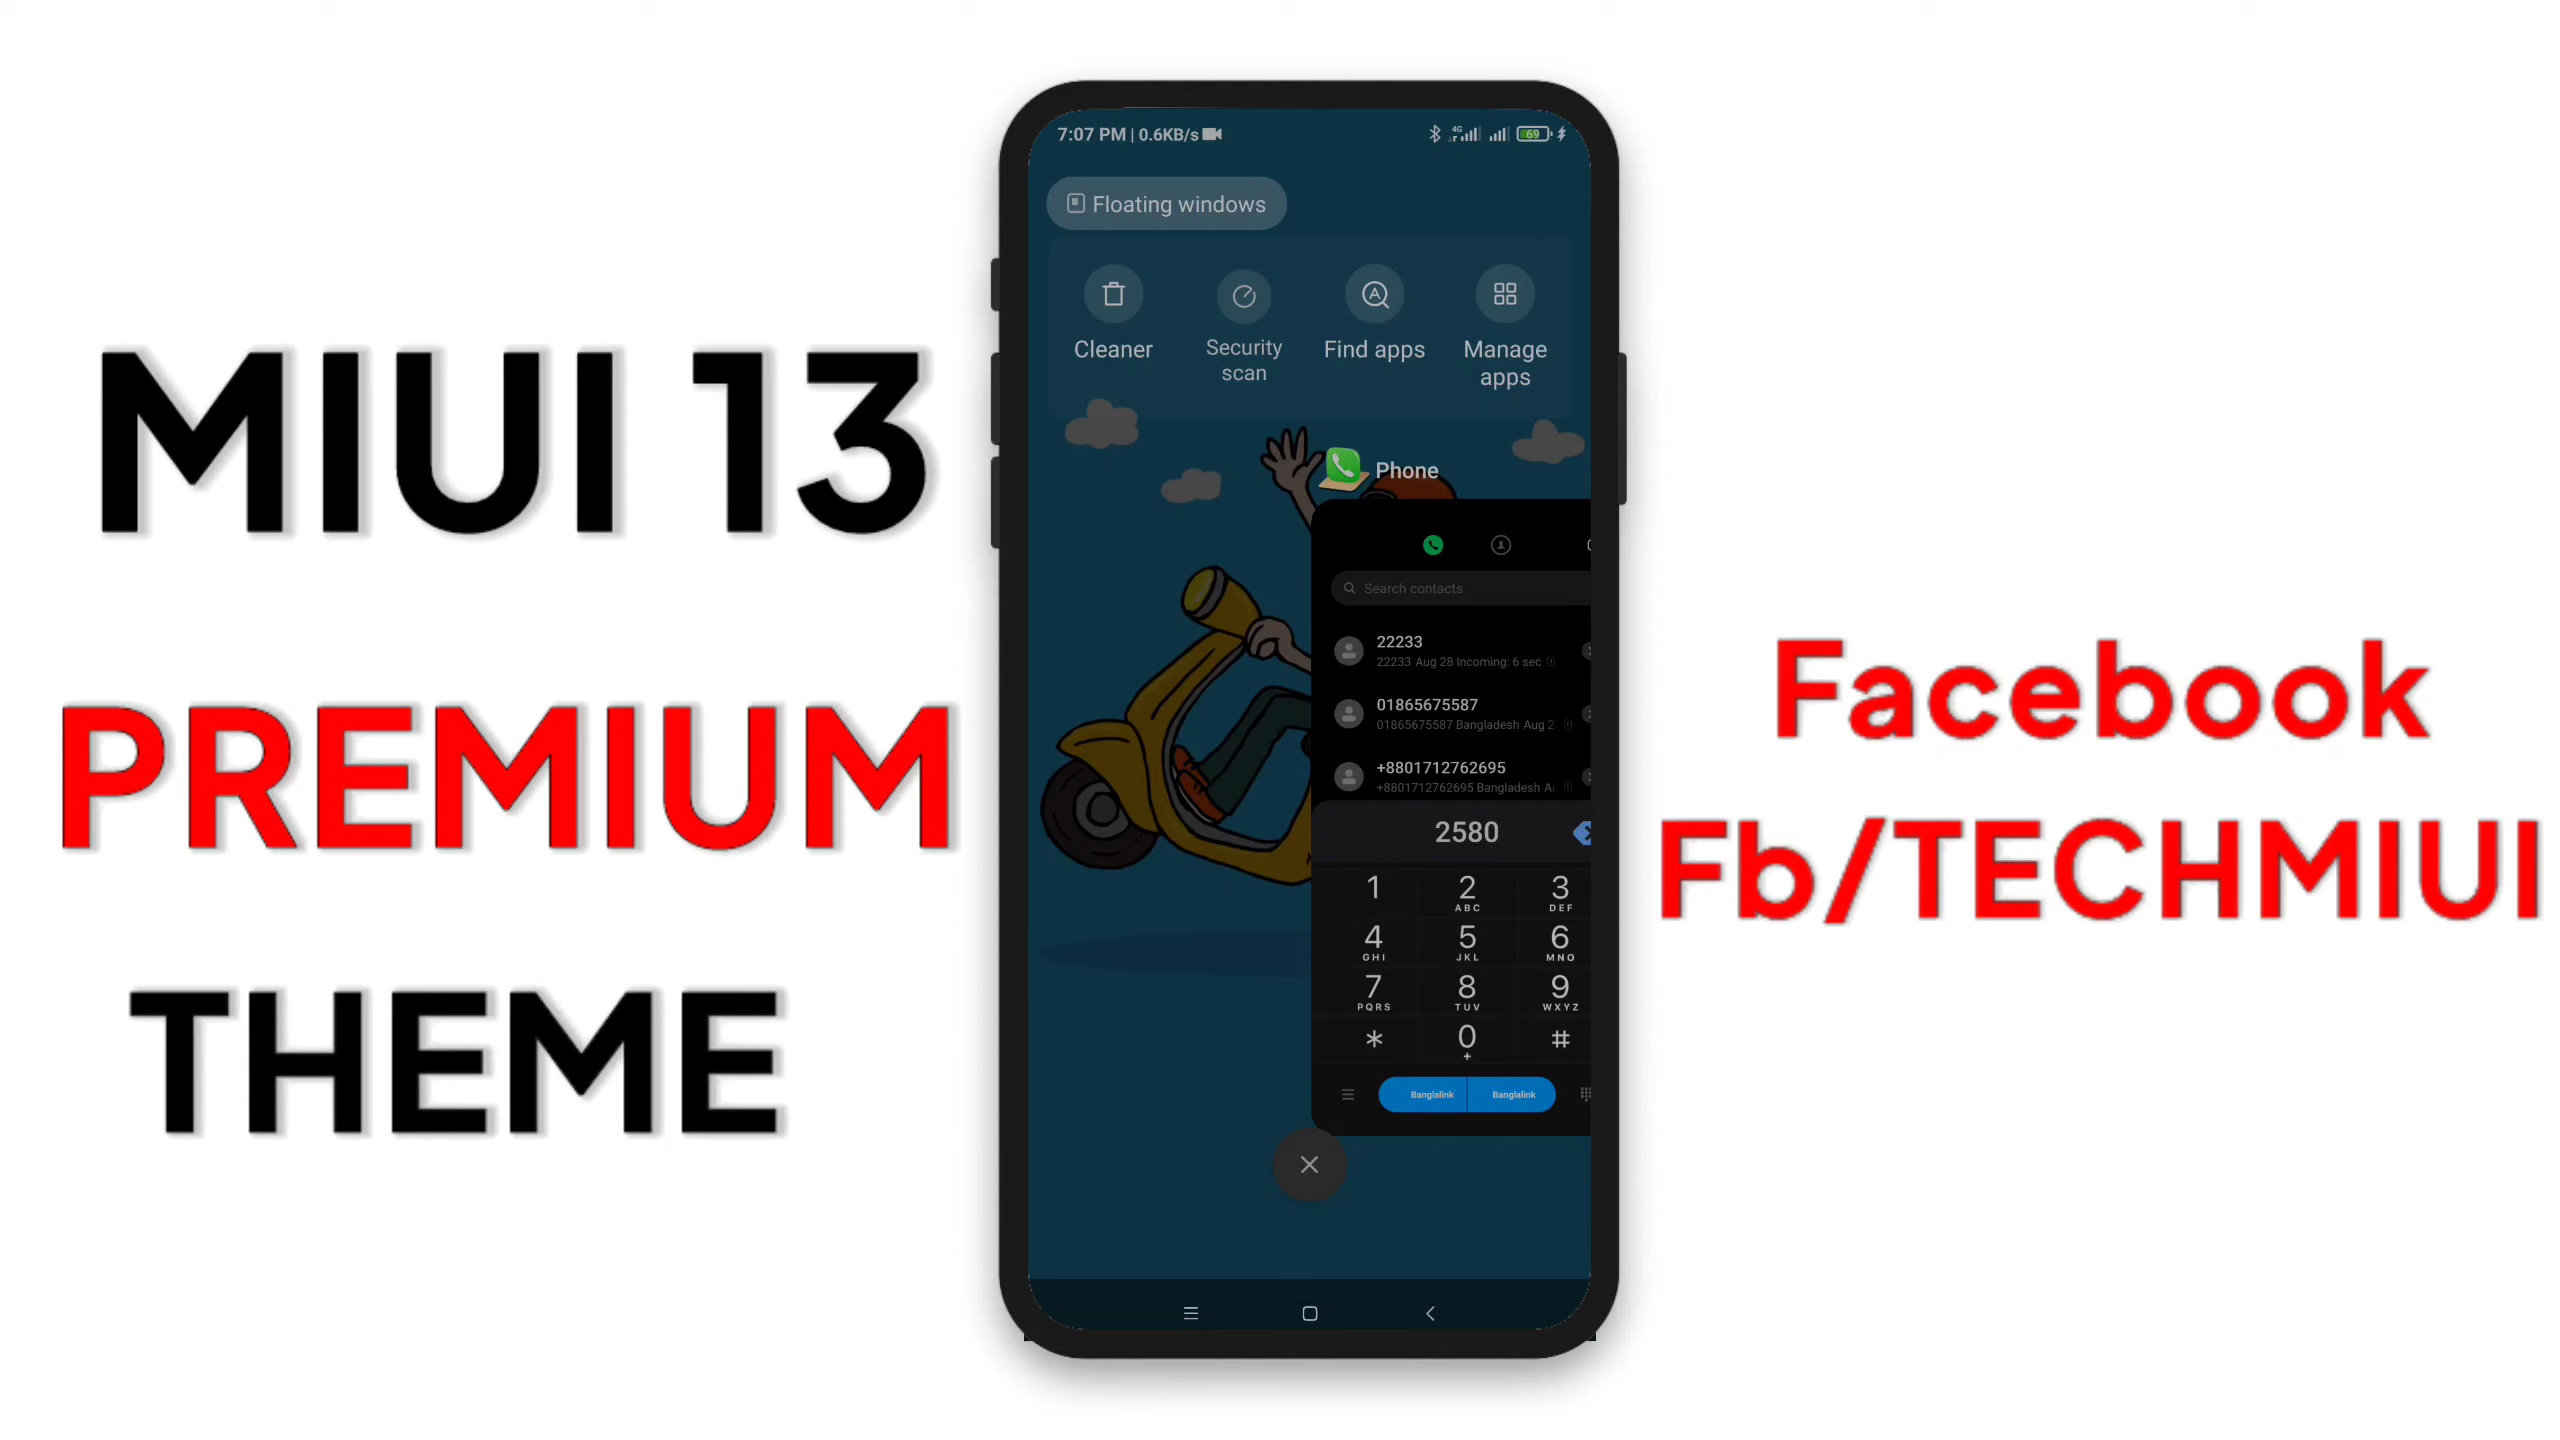 MIUI 13
PREMIUM
THEME
7:07 PM | 0.6KB/s
4G
69
Floating windows
Cleaner
Security scan
Find apps
Manage apps
Phone
Search contacts
22233
22233 Aug 28 Incoming: 6 sec
01865675587
01865675587 Bangladesh Aug 2
+8801712762695
+8801712762695 Bangladesh A
2580
1 2 3
ABC DEF
4 5 6
GHI JKL MNO
7 8 9
PQRS TUV WXYZ
* 0 #
+
Banglalink Banglalink
Facebook
Fb/TECHMIUI